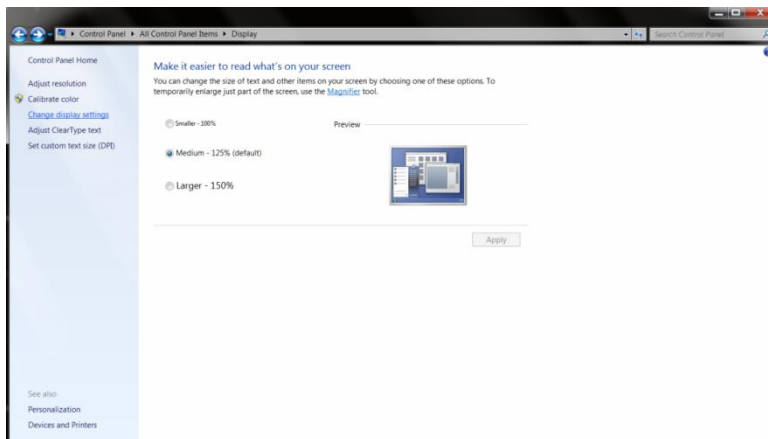 Control Panel ▸ All Control Panel Items ▸ Display
Search Control Panel
Control Panel Home
Adjust resolution
Calibrate color
Change display settings
Adjust ClearType text
Set custom text size (DPI)
See also
Personalization
Devices and Printers
Make it easier to read what's on your screen
You can change the size of text and other items on your screen by choosing one of these options. To
temporarily enlarge just part of the screen, use the Magnifier tool.
Smaller - 100%
Preview
Medium - 125% (default)
Larger - 150%
Apply